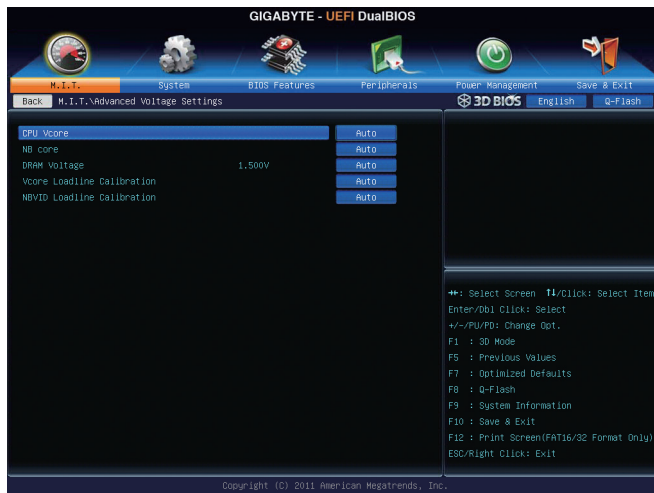 GIGABYTE - UEFI DualBIOS
M.I.T. System BIOS Features Peripherals Power Management Save & Exit
Back M.I.T.\Advanced Voltage Settings 3D BIOS English Q-Flash
CPU Vcore Auto
NB core Auto
DRAM Voltage 1.500V Auto
Vcore Loadline Calibration Auto
NBVID Loadline Calibration Auto
→←: Select Screen ↑↓/Click: Select Item
Enter/Dbl Click: Select
+/-/PU/PD: Change Opt.
F1 : 3D Mode
F5 : Previous Values
F7 : Optimized Defaults
F8 : Q-Flash
F9 : System Information
F10 : Save & Exit
F12 : Print Screen(FAT16/32 Format Only)
ESC/Right Click: Exit
Copyright (C) 2011 American Megatrends, Inc.